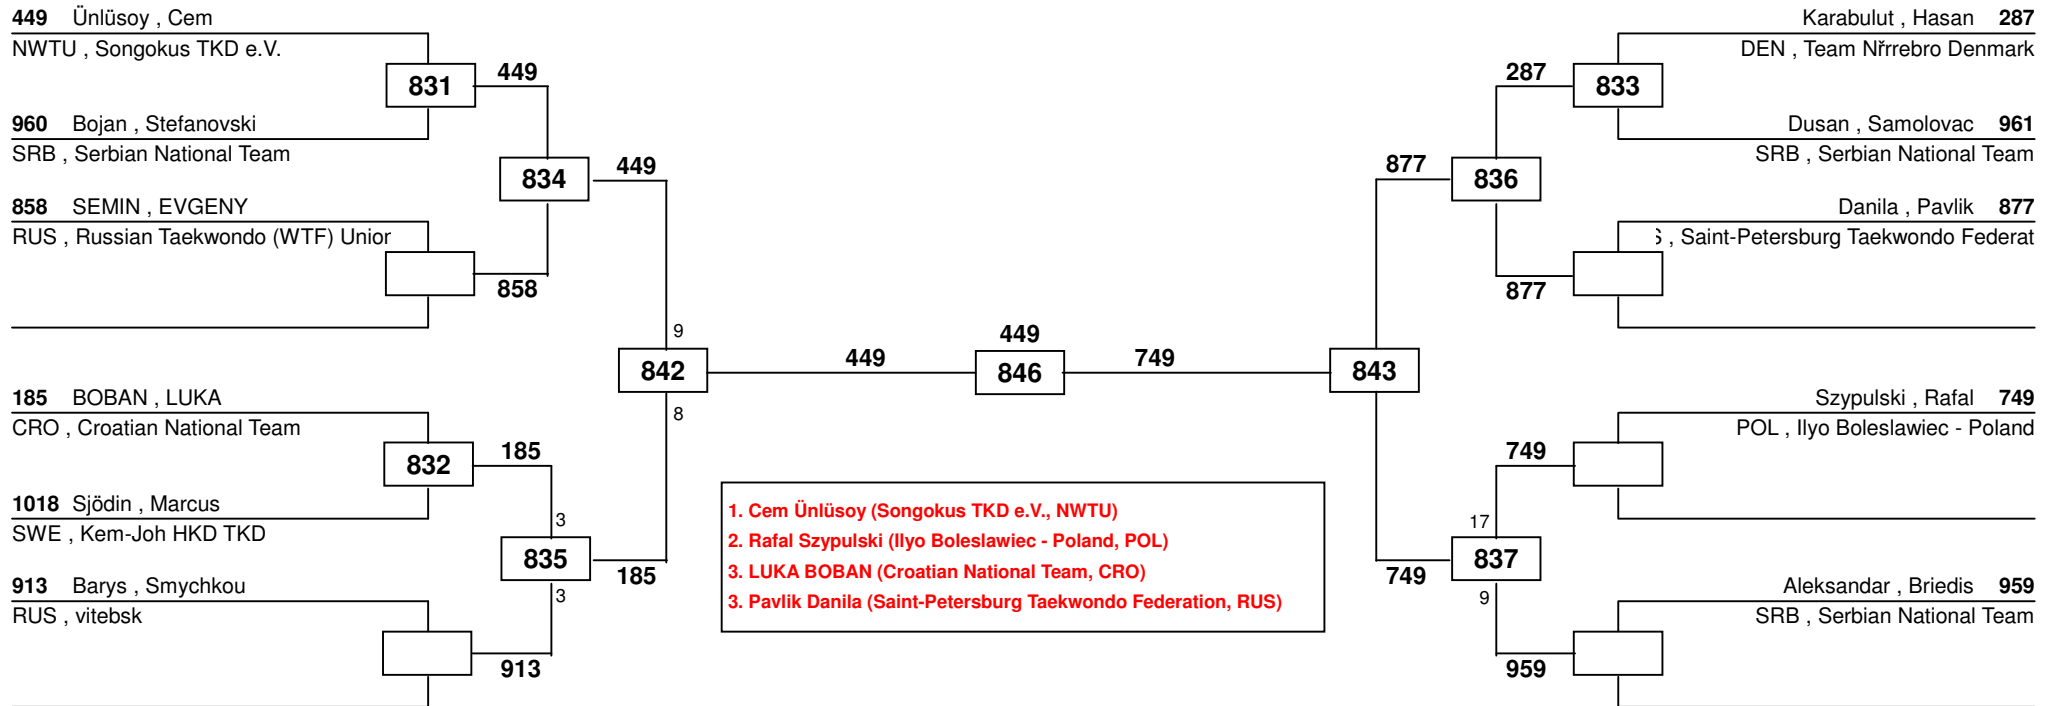 449 Ünlüsoy , Cem
NWTU , Songokus TKD e.V.
831
449
960 Bojan , Stefanovski
SRB , Serbian National Team
834
449
858 SEMIN , EVGENY
RUS , Russian Taekwondo (WTF) Union
858
9
842
8
449
185 BOBAN , LUKA
CRO , Croatian National Team
832
185
1018 Sjödin , Marcus
SWE , Kem-Joh HKD TKD
3
835
3
185
913 Barys , Smychkou
RUS , vitebsk
913
449
846
749
843
Karabulut , Hasan 287
DEN , Team Nřrrebro Denmark
287
833
Dusan , Samolovac 961
SRB , Serbian National Team
877
836
Danila , Pavlik 877
S , Saint-Petersburg Taekwondo Federat
877
Szypulski , Rafal 749
POL , Ilyo Boleslawiec - Poland
749
17
837
9
749
Aleksandar , Briedis 959
SRB , Serbian National Team
959
1. Cem Ünlüsoy (Songokus TKD e.V., NWTU)
2. Rafal Szypulski (Ilyo Boleslawiec - Poland, POL)
3. LUKA BOBAN (Croatian National Team, CRO)
3. Pavlik Danila (Saint-Petersburg Taekwondo Federation, RUS)